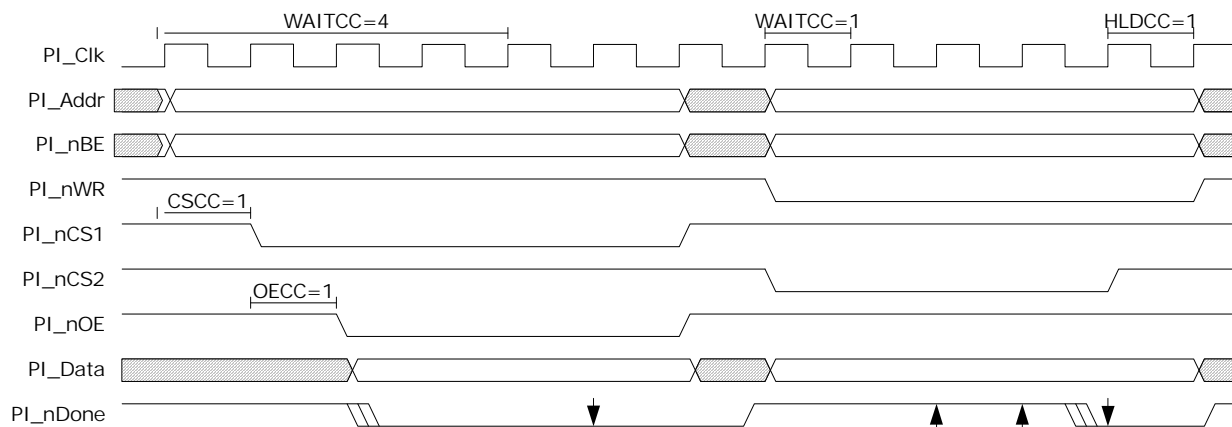 WAITCC=4 WAITCC=1 HLDCC=1
PI_Clk
PI_Addr
PI_nBE
PI_nWR
CSCC=1
PI_nCS1
PI_nCS2
OECC=1
PI_nOE
PI_Data
PI_nDone